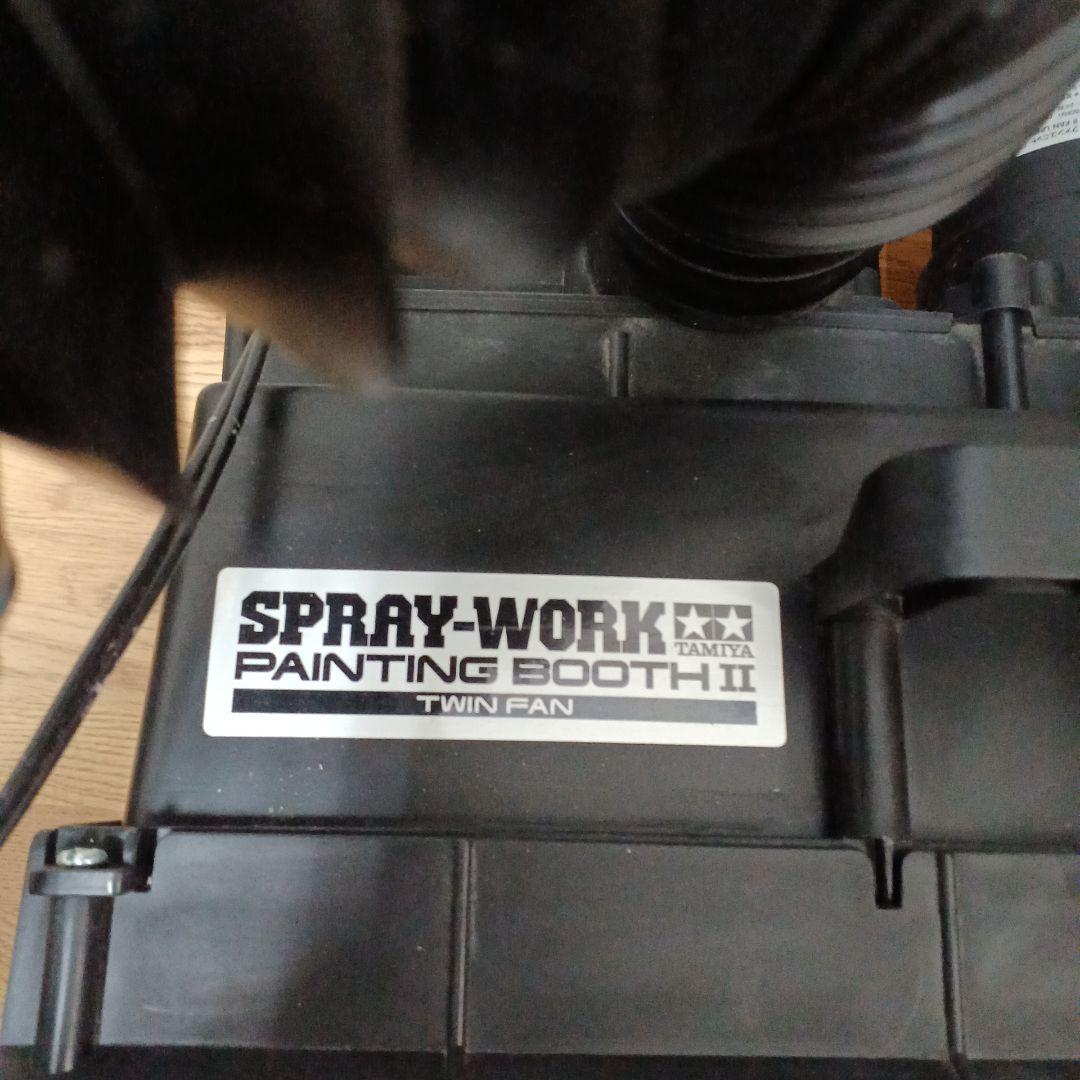 SPRAY-WORK
TAMIYA
PAINTING BOOTH II
TWIN FAN